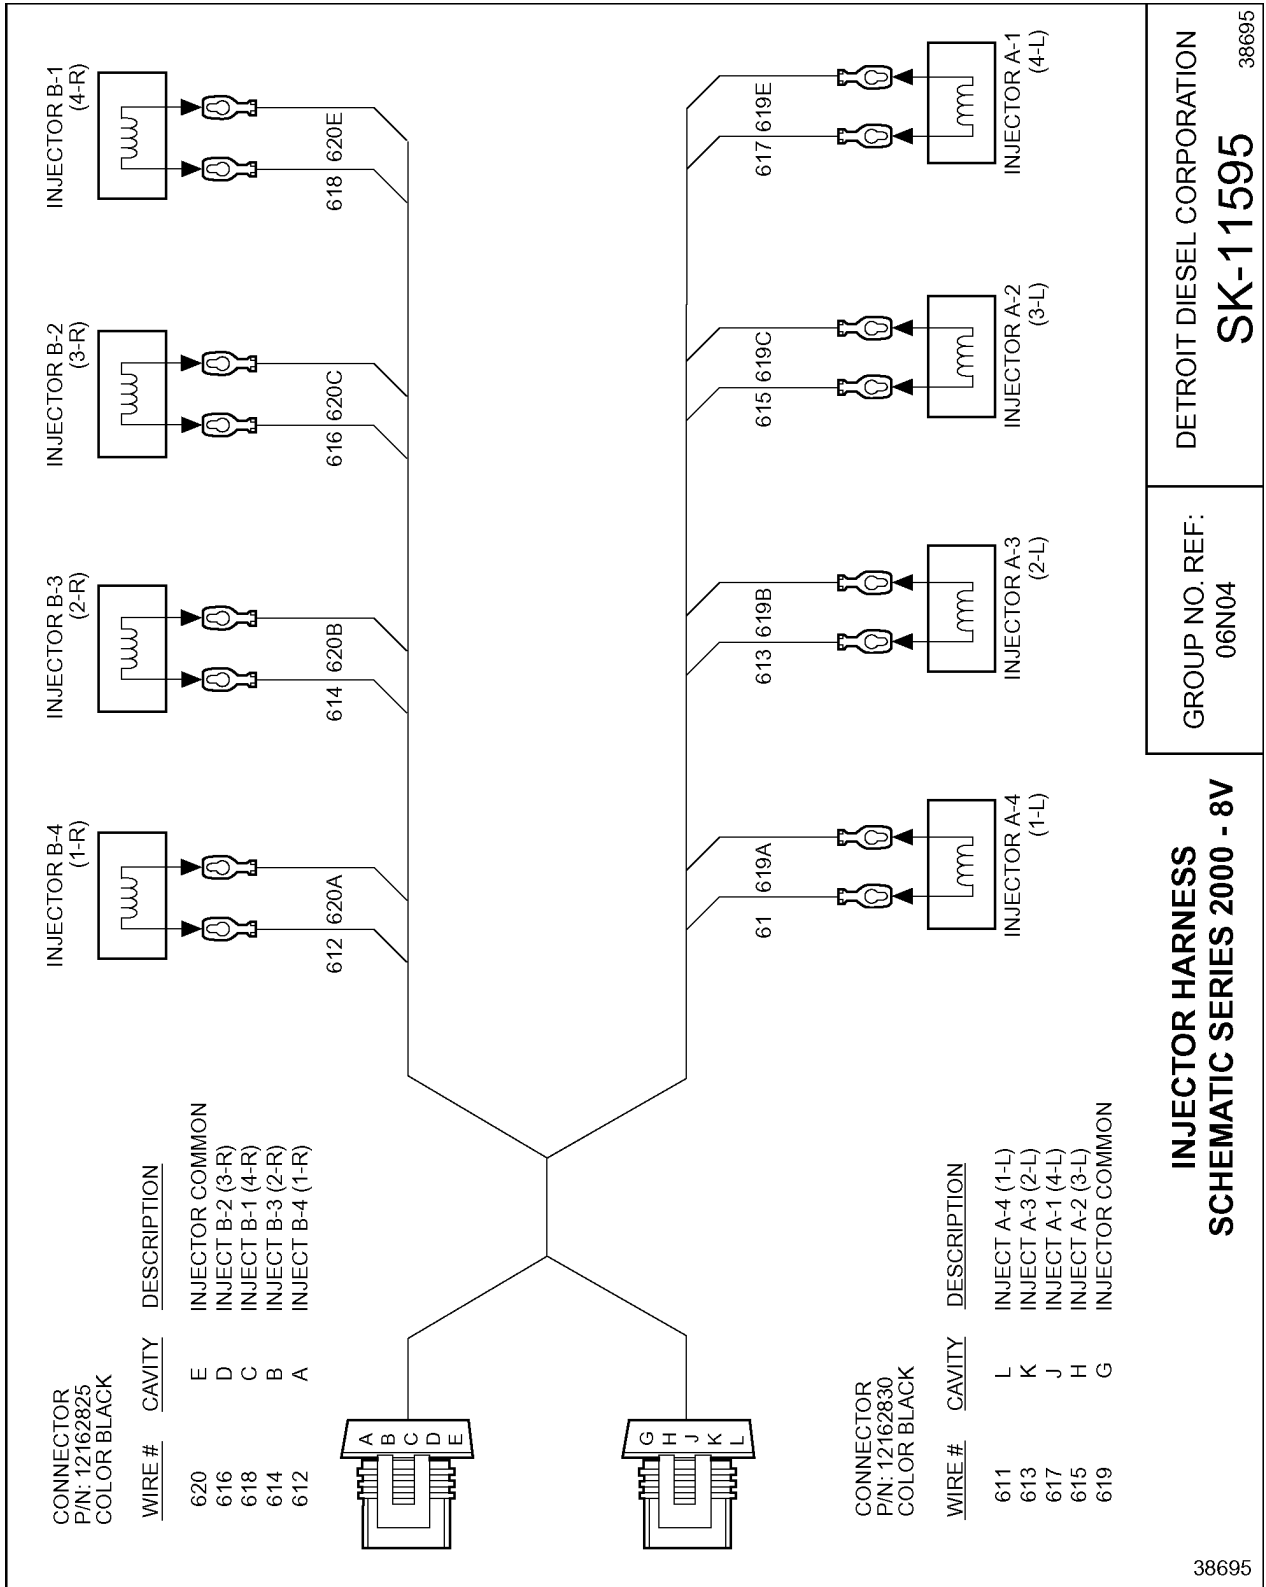 CONNECTOR
P/N: 12162825
COLOR BLACK
WIRE # CAVITY DESCRIPTION
620 E INJECTOR COMMON
616 D INJECT B-2 (3-R)
618 C INJECT B-1 (4-R)
614 B INJECT B-3 (2-R)
612 A INJECT B-4 (1-R)
INJECTOR B-4
(1-R)
INJECTOR B-3
(2-R)
INJECTOR B-2
(3-R)
INJECTOR B-1
(4-R)
612 620A
614 620B
616 620C
618 620E
A
B
C
D
E
G
H
J
K
L
61 619A
613 619B
615 619C
617 619E
INJECTOR A-4
(1-L)
INJECTOR A-3
(2-L)
INJECTOR A-2
(3-L)
INJECTOR A-1
(4-L)
CONNECTOR
P/N: 12162830
COLOR BLACK
WIRE # CAVITY DESCRIPTION
611 L INJECT A-4 (1-L)
613 K INJECT A-3 (2-L)
617 J INJECT A-1 (4-L)
615 H INJECT A-2 (3-L)
619 G INJECTOR COMMON
INJECTOR HARNESS
SCHEMATIC SERIES 2000 - 8V
GROUP NO. REF:
06N04
DETROIT DIESEL CORPORATION
SK-11595
38695
38695